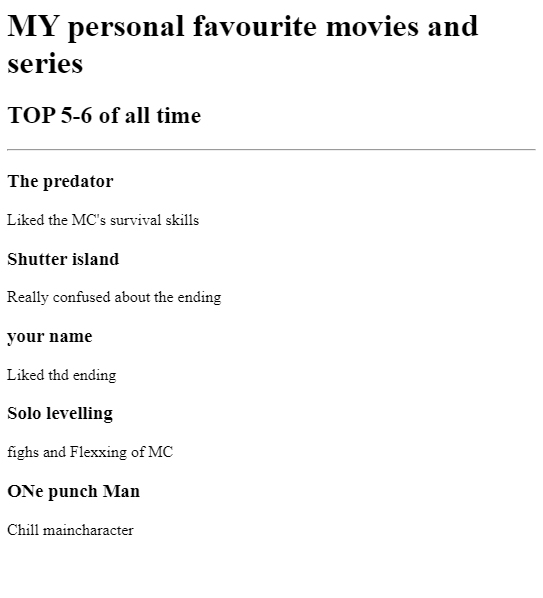 MY personal favourite movies and
series
TOP 5-6 of all time
The predator
Liked the MC's survival skills
Shutter island
Really confused about the ending
your name
Liked thd ending
Solo levelling
fighs and Flexxing of MC
ONe punch Man
Chill maincharacter